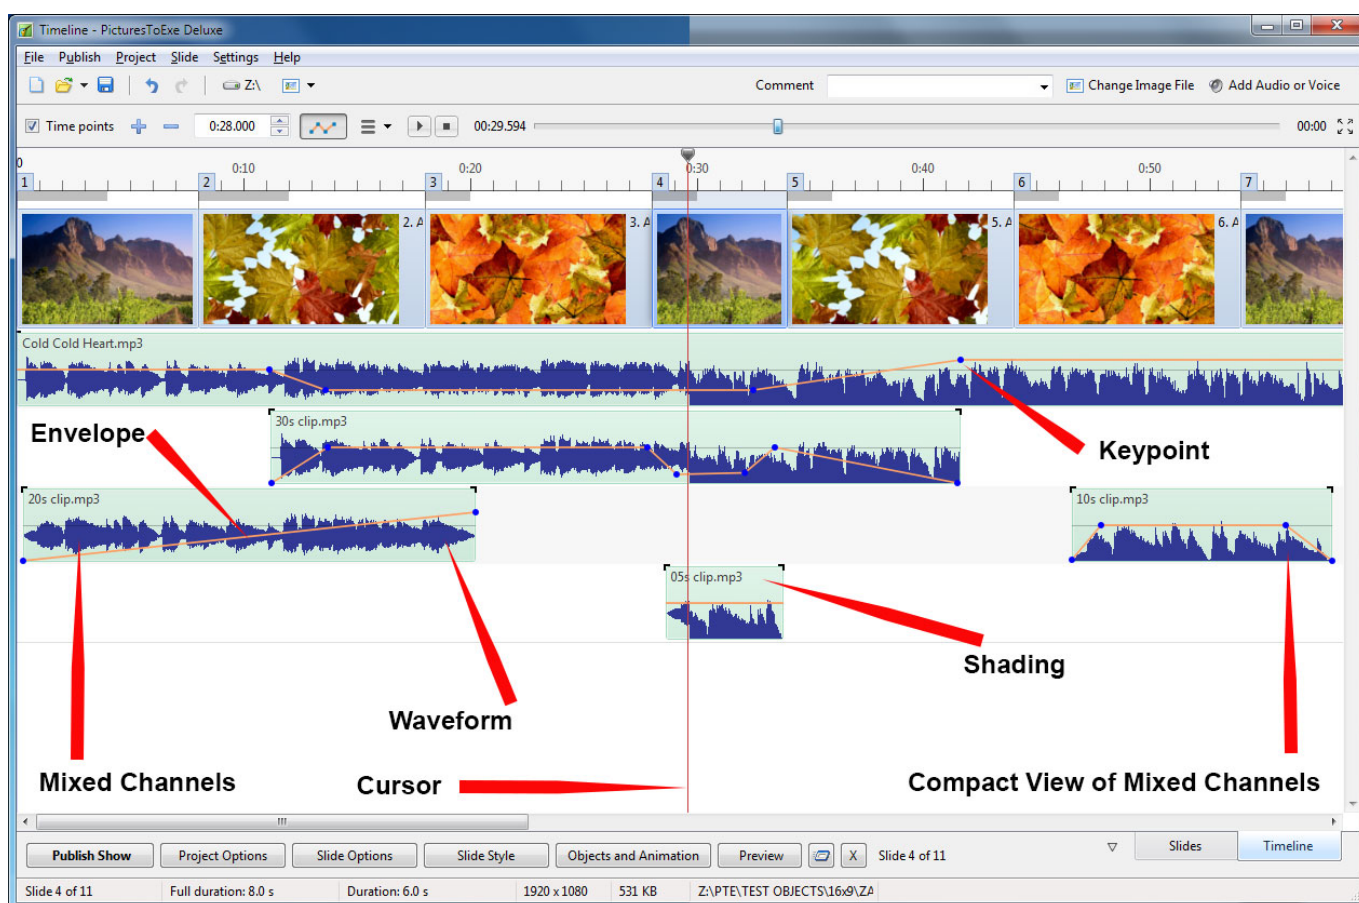 Timeline - PicturesToExe Deluxe
File Publish Project Slide Settings Help
Z:\ Comment Change Image File Add Audio or Voice
Time points 0:28.000 00:29.594 00:00
0 0:10 0:20 0:30 0:40 0:50
1 2 3 4 5 6 7
2. A 3. A 5. A 6. A
Cold Cold Heart.mp3
30s clip.mp3
Envelope
Keypoint
20s clip.mp3 10s clip.mp3
05s clip.mp3
Shading
Waveform
Mixed Channels Cursor Compact View of Mixed Channels
Publish Show Project Options Slide Options Slide Style Objects and Animation Preview X Slide 4 of 11 Slides Timeline
Slide 4 of 11 Full duration: 8.0 s Duration: 6.0 s 1920 x 1080 531 KB Z:\PTE\TEST OBJECTS\16x9\ZA